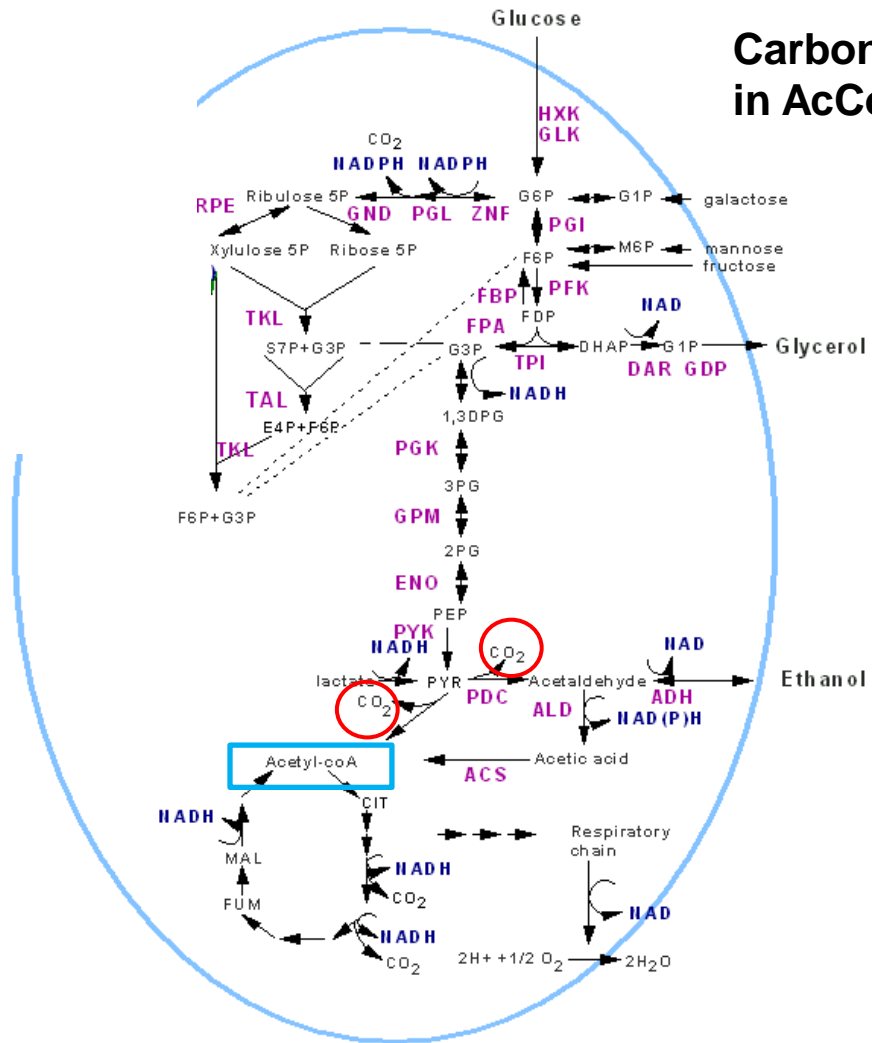 Glucose
Carbon
in AcCo
HXK
GLK
CO2
NADPH NADPH
RPE
Ribulose 5P
GND PGL ZNF
G6P
G1P
galactose
PGI
Xylulose 5P
Ribose 5P
F6P
M6P
mannose
fructose
FBP
PFK
TKL
FPA
FDP
NAD
S7P+G3P
G3P
TPI
DHAP
G1P
Glycerol
DAR GDP
NADH
TAL
1,3DPG
E4P+F6P
TKL
PGK
3PG
F6P+G3P
GPM
2PG
ENO
PEP
PYK
NADH
CO2
NAD
lactate
PYR
PDC
Acetaldehyde
ADH
Ethanol
CO2
ALD
NAD(P)H
Acetyl-coA
ACS
Acetic acid
CIT
NADH
Respiratory
chain
MAL
NADH
CO2
FUM
NAD
NADH
CO2
2H+ +1/2 O2
2H2O